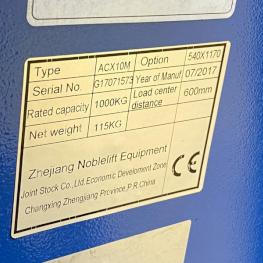 Type ACX10M Option 540X1170
Serial No. G17071573 Year of Manuf 07/2017
Rated capacity 1000KG Load center distance 600mm
Net weight 115KG
Zhejiang Noblelift Equipment
Joint Stock Co., Ltd.Economic Develoment Zone
Changxing Zhengjiang Province,P.R.China
CE